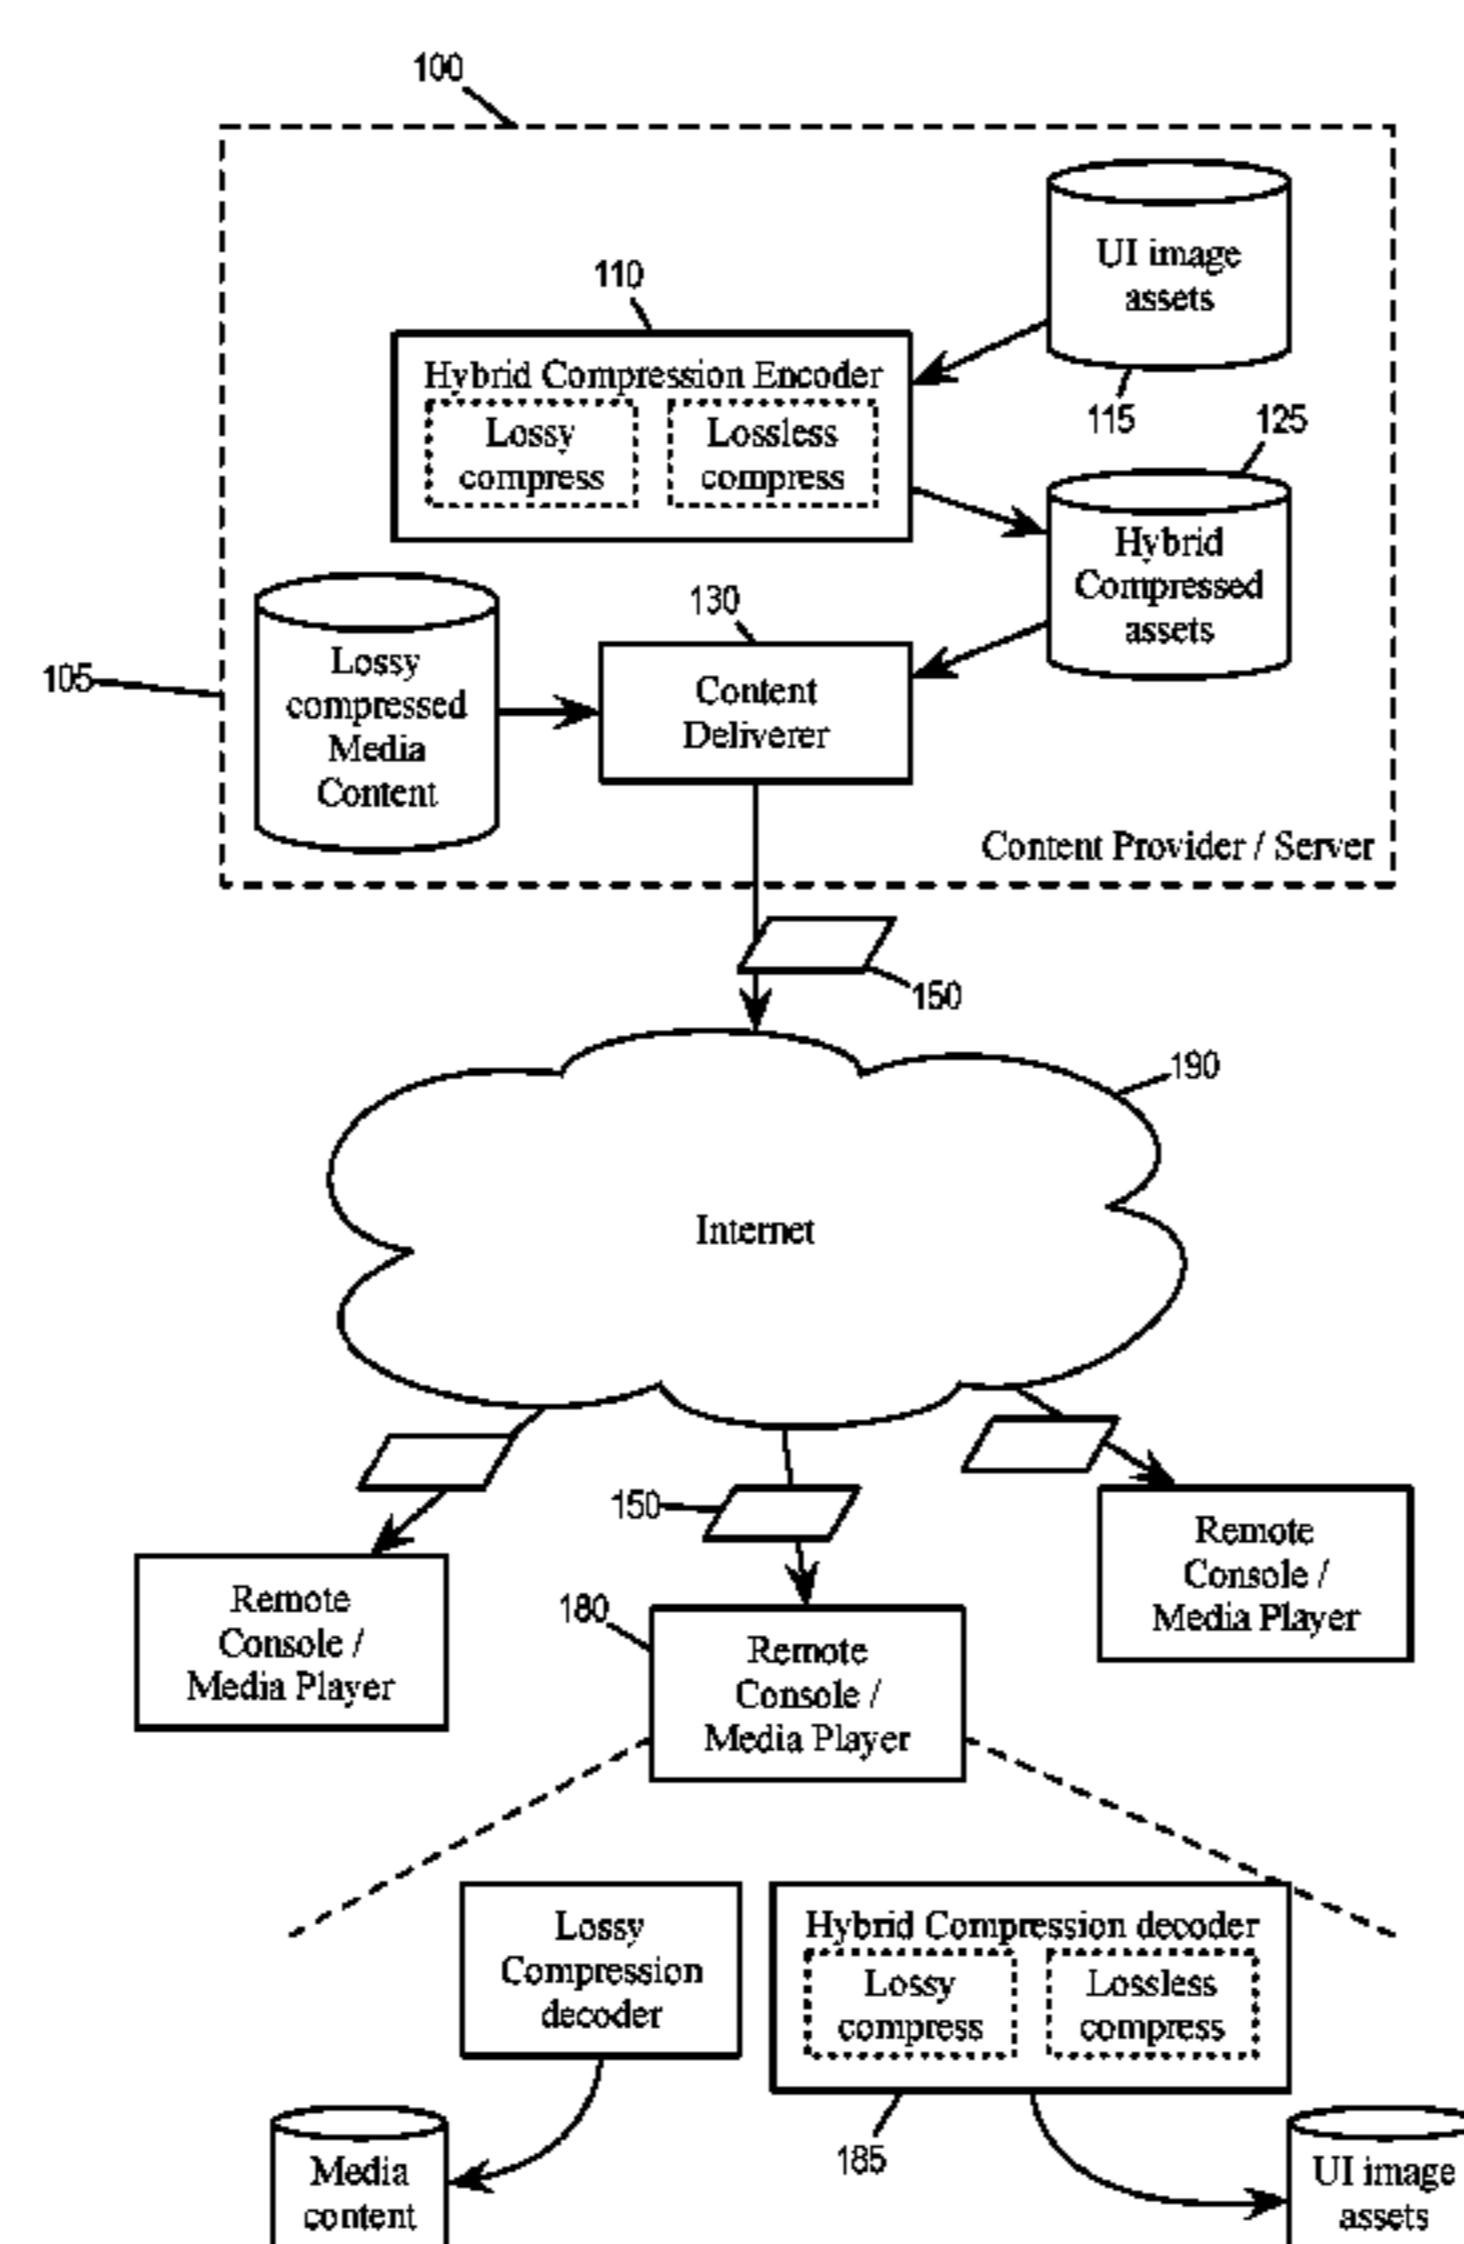 100
UI image
assets
110
Hybrid Compression Encoder
Lossy
compress
Lossless
compress
115
125
Hybrid
Compressed
assets
130
Lossy
compressed
Media
Content
105
Content
Deliverer
Content Provider / Server
150
190
Internet
150
Remote
Console /
Media Player
180
Remote
Console /
Media Player
Remote
Console /
Media Player
Lossy
Compression
decoder
Hybrid Compression decoder
Lossy
compress
Lossless
compress
185
Media
content
UI image
assets